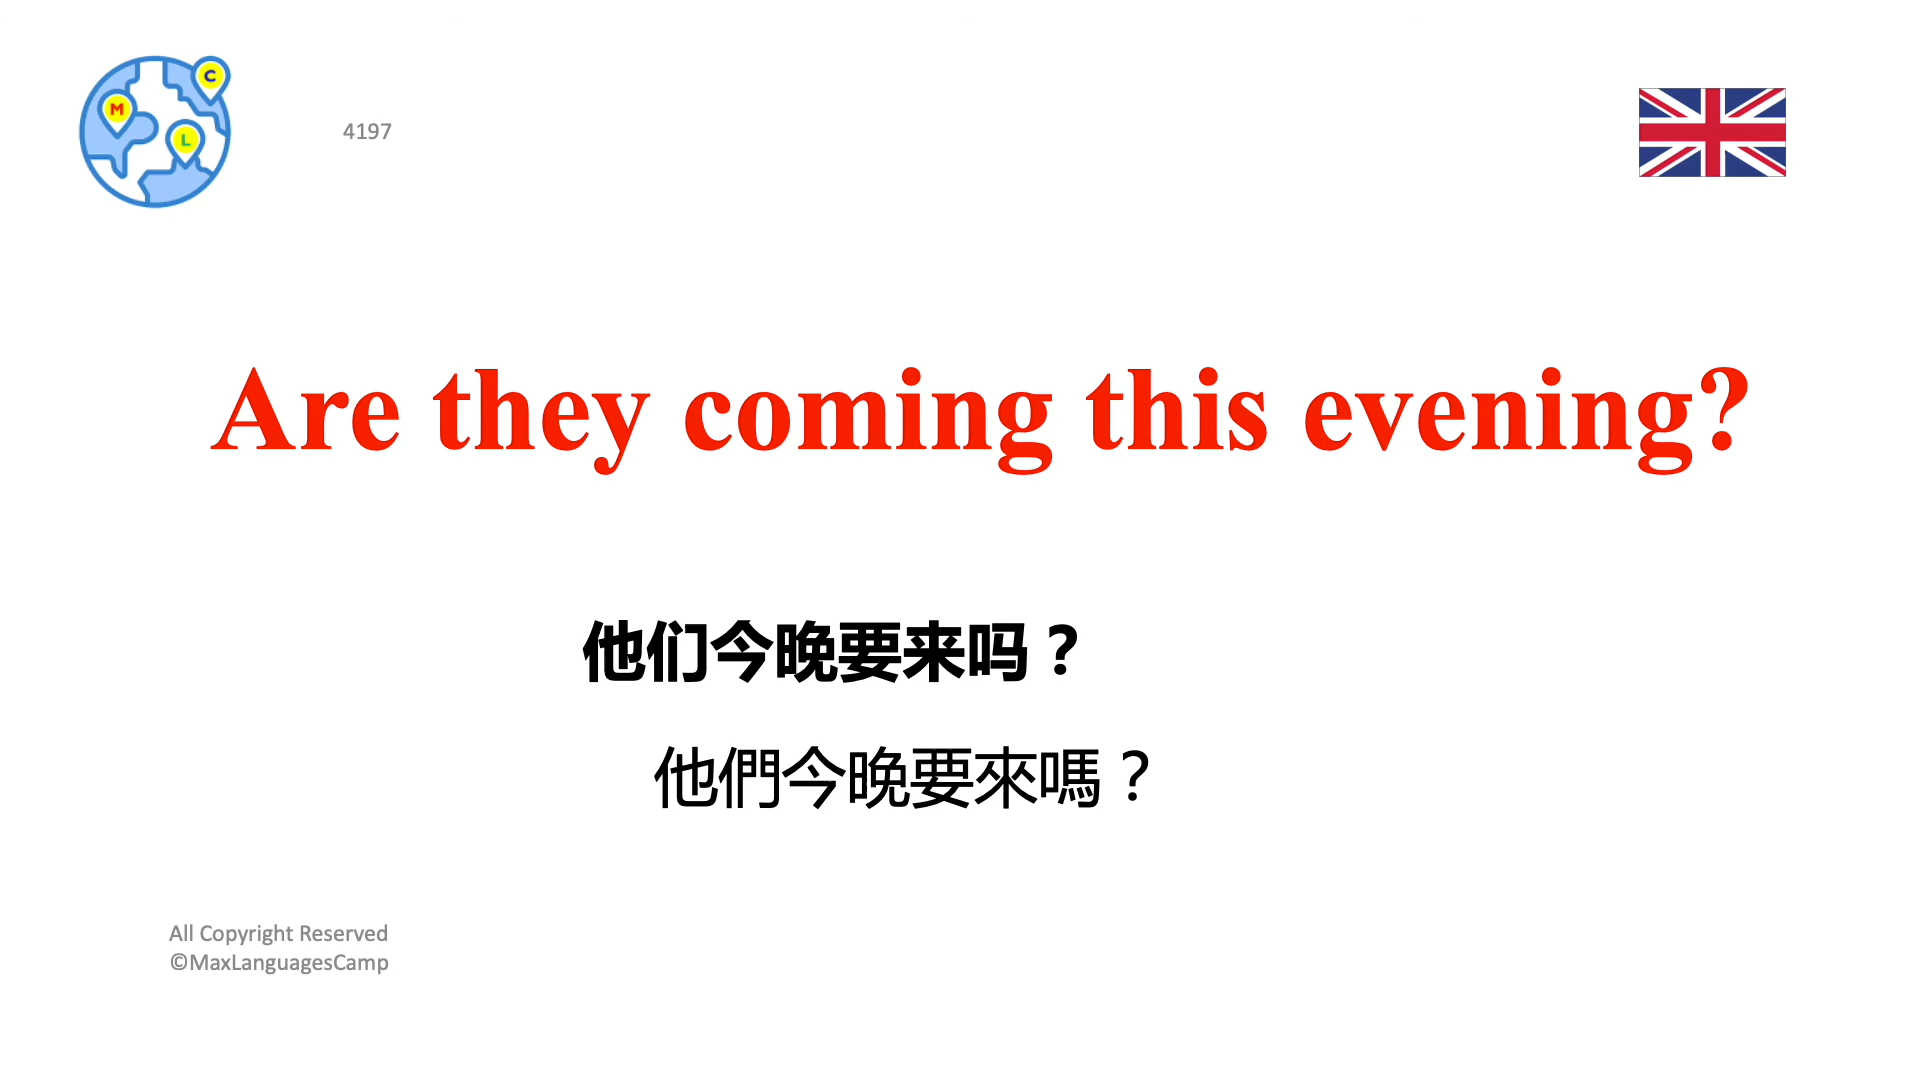 C
M
L
4197
Are they coming this evening?
他们今晚要来吗？
他們今晚要來嗎？
All Copyright Reserved
©MaxLanguagesCamp